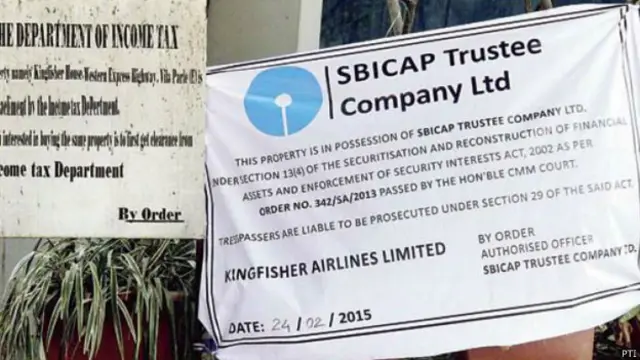 HE DEPARTMENT OF INCOME TAX
erty namely Kingfisher House Western Express Highway, Vila Parle (E)
tachment by the Income tax Department.
n interested in buying the same property is to first get clearance from
come tax Department
By Order
SBICAP Trustee
Company Ltd
THIS PROPERTY IS IN POSSESSION OF SBICAP TRUSTEE COMPANY LTD.
NDER SECTION 13(4) OF THE SECURITISATION AND RECONSTRUCTION OF FINANCIAL
ASSETS AND ENFORCEMENT OF SECURITY INTERESTS ACT, 2002 AS PER
ORDER NO. 342/SA/2013 PASSED BY THE HON'BLE CMM COURT.
TRESPASSERS ARE LIABLE TO BE PROSECUTED UNDER SECTION 29 OF THE SAID ACT.
KINGFISHER AIRLINES LIMITED
BY ORDER
AUTHORISED OFFICER
SBICAP TRUSTEE COMPANY LTD.
DATE: 24 / 02 / 2015
PTI